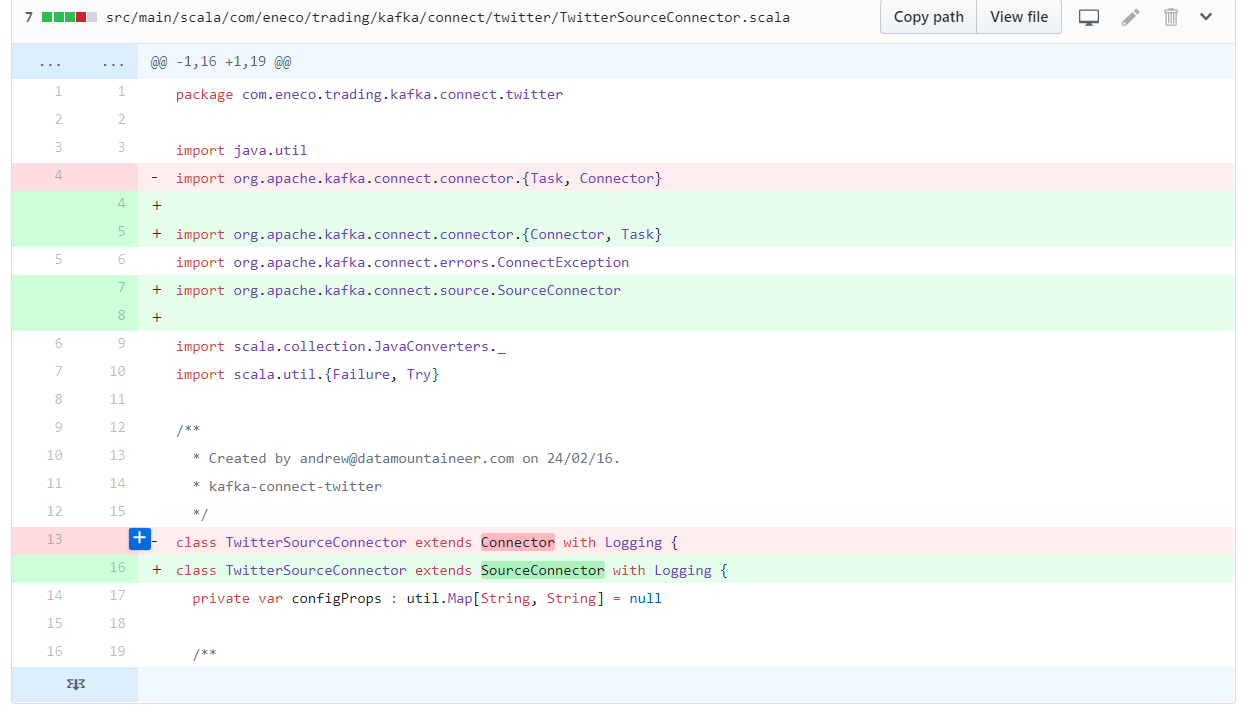 7 src/main/scala/com/eneco/trading/kafka/connect/twitter/TwitterSourceConnector.scala Copy path View file
... ... @@ -1,16 +1,19 @@
1 1 package com.eneco.trading.kafka.connect.twitter
2 2
3 3 import java.util
4 - import org.apache.kafka.connect.connector.{Task, Connector}
4 +
5 + import org.apache.kafka.connect.connector.{Connector, Task}
5 6 import org.apache.kafka.connect.errors.ConnectException
7 + import org.apache.kafka.connect.source.SourceConnector
8 +
6 9 import scala.collection.JavaConverters._
7 10 import scala.util.{Failure, Try}
8 11
9 12 /**
10 13 * Created by andrew@datamountaineer.com on 24/02/16.
11 14 * kafka-connect-twitter
12 15 */
13 + - class TwitterSourceConnector extends Connector with Logging {
16 + class TwitterSourceConnector extends SourceConnector with Logging {
14 17 private var configProps : util.Map[String, String] = null
15 18
16 19 /**